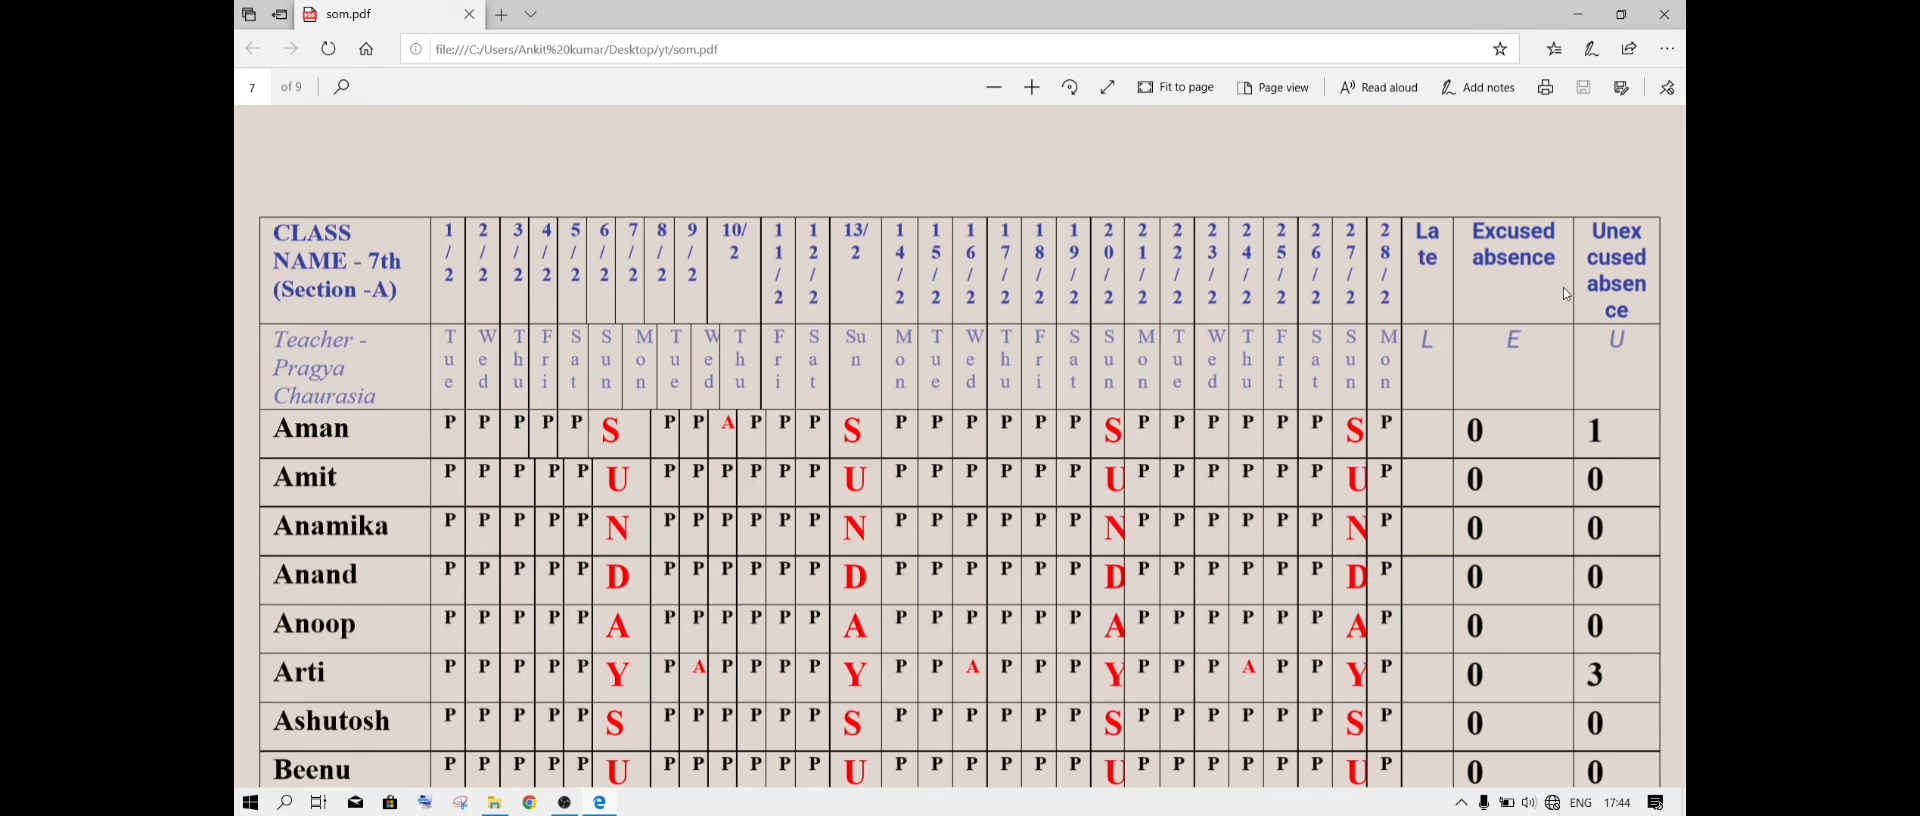 som.pdf
file:///C:/Users/Ankit%20kumar/Desktop/yt/som.pdf
7 of 9 Fit to page Page view Read aloud Add notes
CLASS NAME - 7th (Section -A) 1/2 2/2 3/2 4/2 5/2 6/2 7/2 8/2 9/2 10/2 11/2 12/2 13/2 14/2 15/2 16/2 17/2 18/2 19/2 20/2 21/2 22/2 23/2 24/2 25/2 26/2 27/2 28/2 Late Excused absence Unexcused absence
Teacher - Pragya Chaurasia Tue Wed Thu Fri Sat Sun Mon Tue Wed Thu Fri Sat Sun Mon Tue Wed Thu Fri Sat Sun Mon Tue Wed Thu Fri Sat Sun Mon L E U
Aman P P P P P S P P A P P P S P P P P P P S P P P P P P S P 0 1
Amit P P P P P U P P P P P P U P P P P P P U P P P P P P U P 0 0
Anamika P P P P P N P P P P P P N P P P P P P N P P P P P P N P 0 0
Anand P P P P P D P P P P P P D P P P P P P D P P P P P P D P 0 0
Anoop P P P P P A P P P P P P A P P P P P P A P P P P P P A P 0 0
Arti P P P P P Y P A P P P P Y P P A P P P Y P P P A P P Y P 0 3
Ashutosh P P P P P S P P P P P P S P P P P P P S P P P P P P S P 0 0
Beenu P P P P P U P P P P P P U P P P P P P U P P P P P P U P 0 0
ENG 17:44